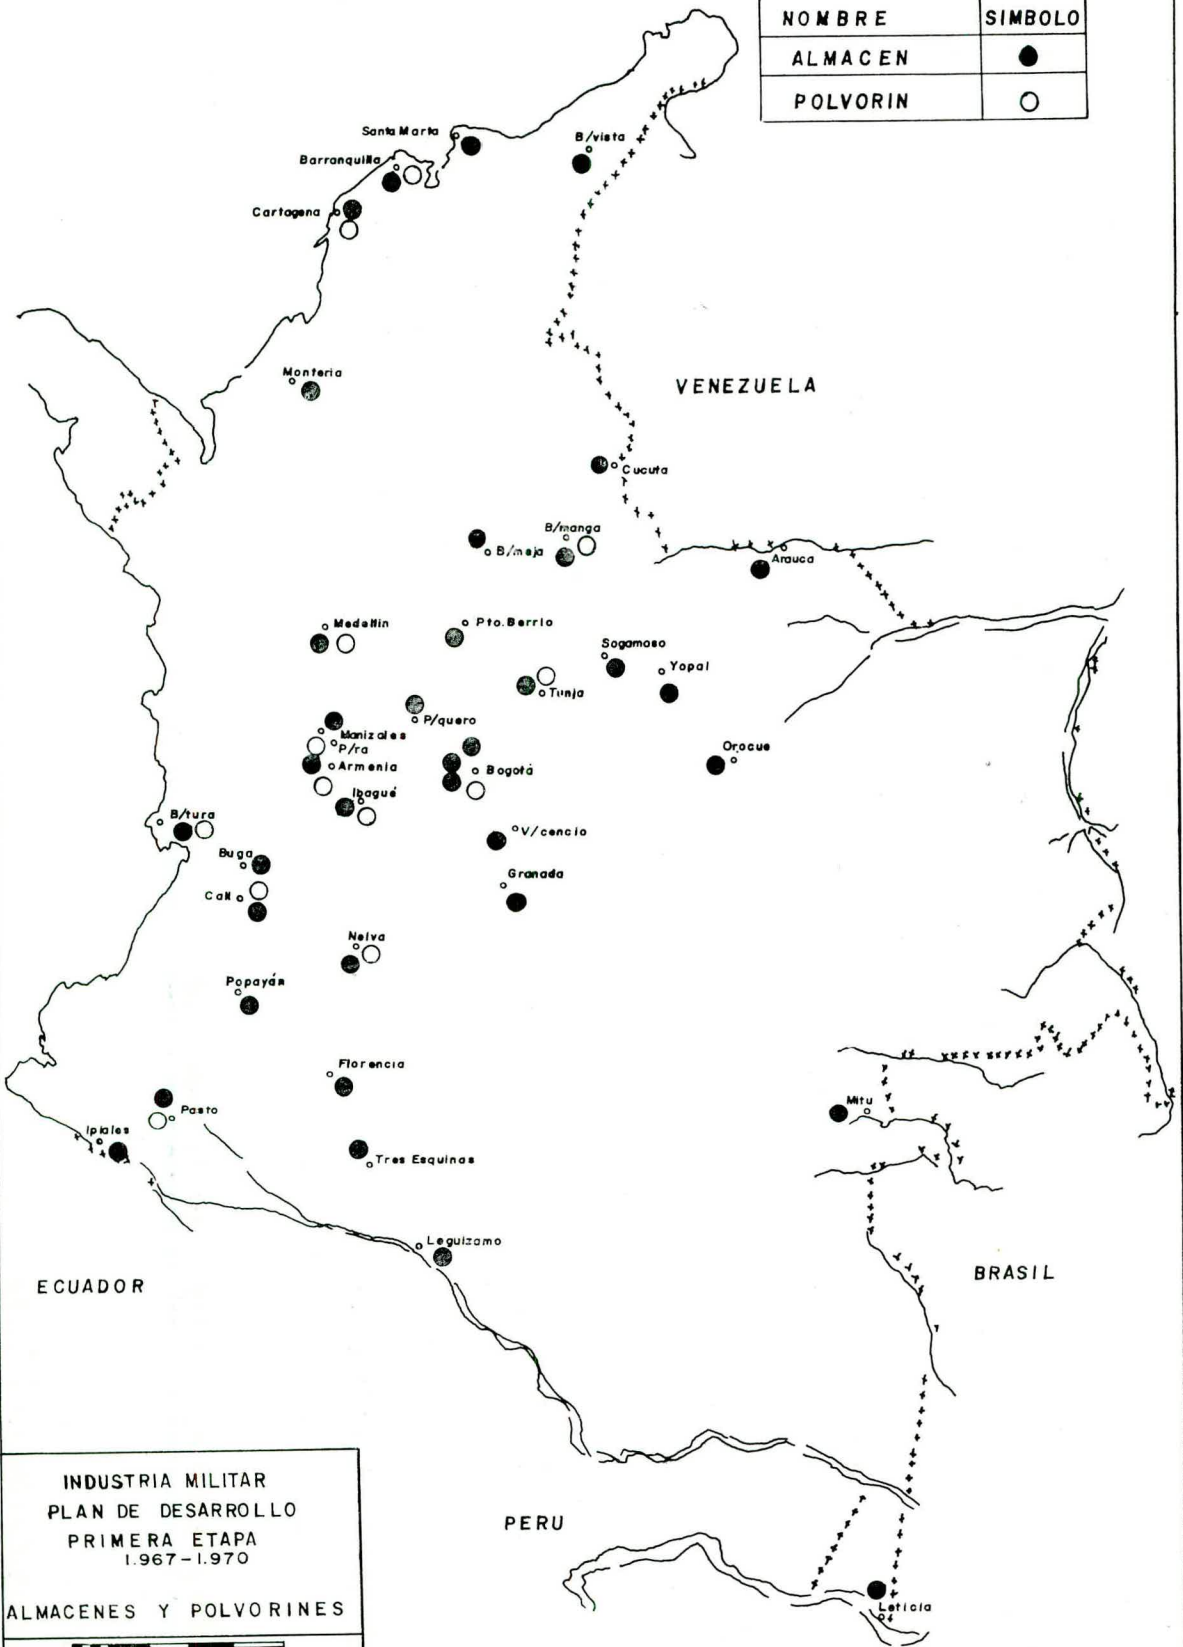 NOMBRE SIMBOLO
ALMACEN
POLVORIN
Santa Marta
B/vista
Barranquilla
Cartagena
Monteria
VENEZUELA
Cucuta
B/manga
B/meja
Arauca
Medellin
Pto. Berrio
Sogamoso
Yopal
Tunja
P/quero
Manizales
P/ra
Armenia
Orocue
Bogotá
Ibagué
B/tura
V/cencio
Buga
Cali
Granada
Neiva
Popayán
Florencia
Mitu
Pasto
Ipiales
Tres Esquinas
Leguizamo
ECUADOR
BRASIL
PERU
Leticia
INDUSTRIA MILITAR
PLAN DE DESARROLLO
PRIMERA ETAPA
1.967-1.970
ALMACENES Y POLVORINES